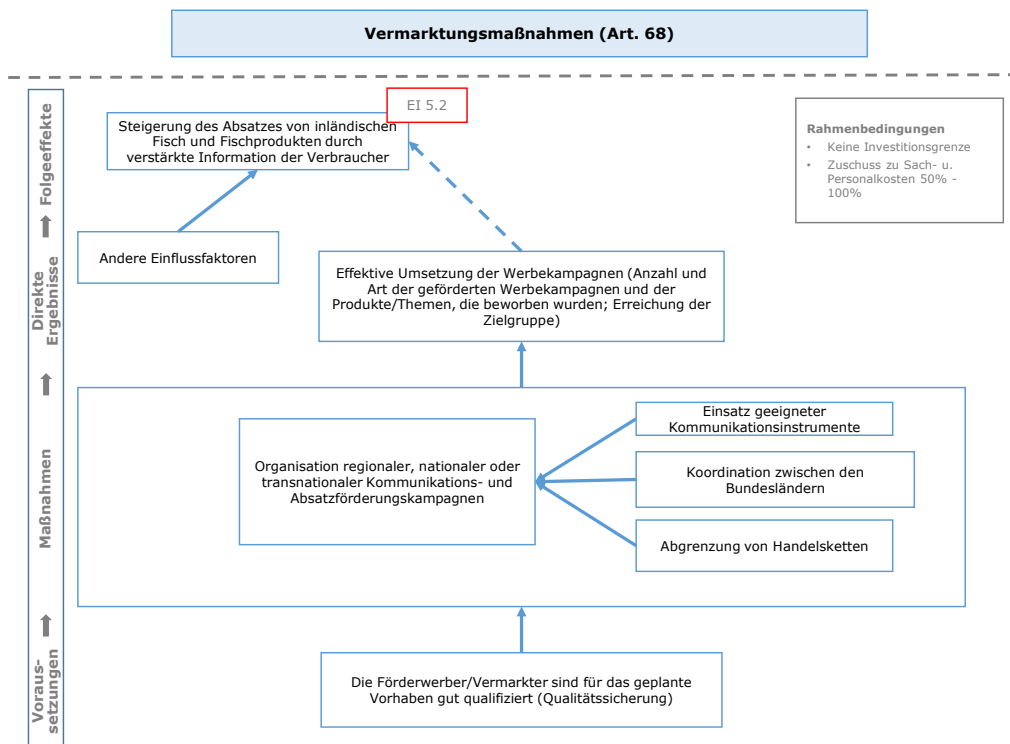 Vermarktungsmaßnahmen (Art. 68)
Folgeeffekte
EI 5.2
Steigerung des Absatzes von inländischen
Fisch und Fischprodukten durch
verstärkte Information der Verbraucher
Rahmenbedingungen
• Keine Investitionsgrenze
• Zuschuss zu Sach- u.
Personalkosten 50% -
100%
Direkte
Ergebnisse
Andere Einflussfaktoren
Effektive Umsetzung der Werbekampagnen (Anzahl und
Art der geförderten Werbekampagnen und der
Produkte/Themen, die beworben wurden; Erreichung der
Zielgruppe)
Maßnahmen
Organisation regionaler, nationaler oder
transnationaler Kommunikations- und
Absatzförderungskampagnen
Einsatz geeigneter
Kommunikationsinstrumente
Koordination zwischen den
Bundesländern
Abgrenzung von Handelsketten
Voraus-
setzungen
Die Förderwerber/Vermarkter sind für das geplante
Vorhaben gut qualifiziert (Qualitätssicherung)